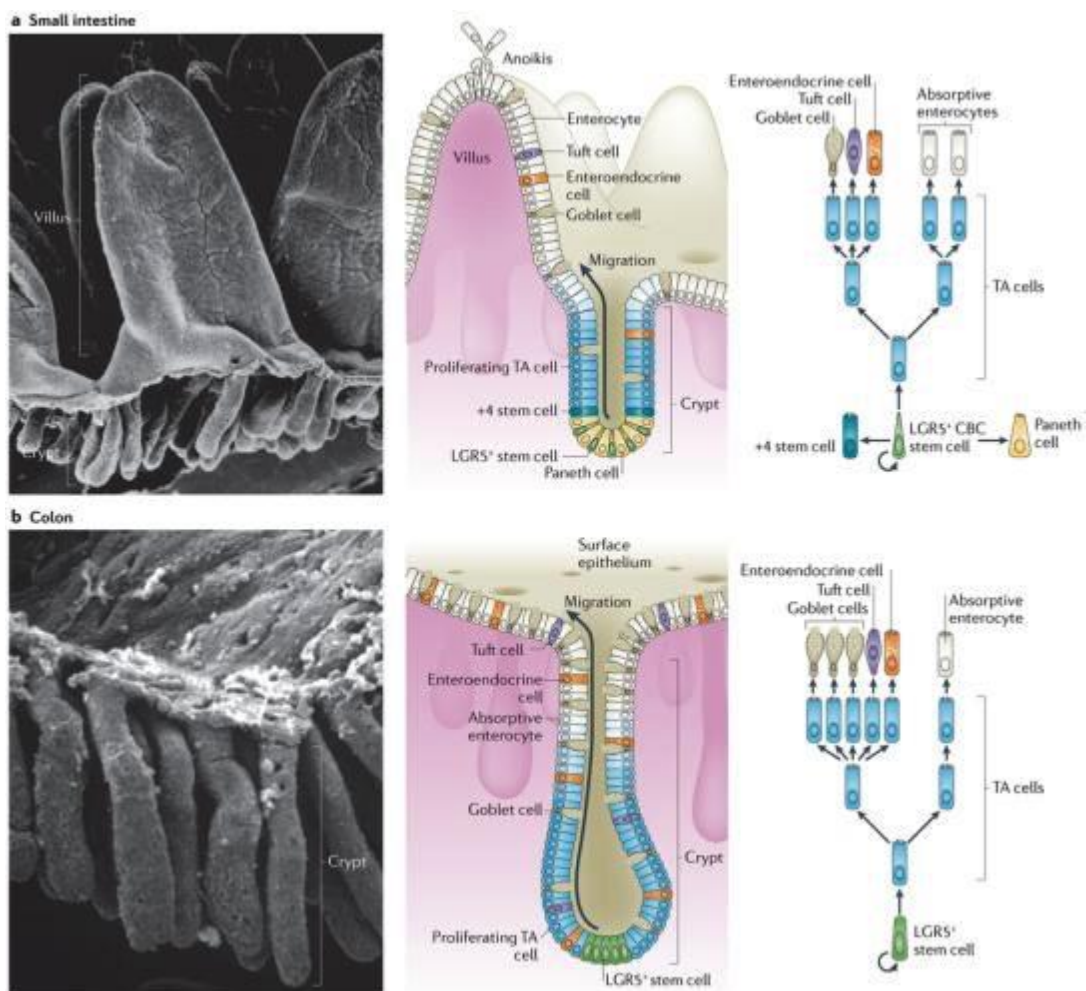 a Small intestine
Villus
Crypt
Anoikis
Enterocyte
Villus
Tuft cell
Enteroendocrine
cell
Goblet cell
Migration
Proliferating TA cell
+4 stem cell
Crypt
LGR5⁺ stem cell
Paneth cell
Enteroendocrine cell
Tuft cell
Goblet cell
Absorptive
enterocytes
TA cells
+4 stem cell
LGR5⁺ CBC
stem cell
Paneth
cell
b Colon
Crypt
Surface
epithelium
Migration
Tuft cell
Enteroendocrine
cell
Absorptive
enterocyte
Goblet cell
Crypt
Proliferating TA
cell
LGR5⁺ stem cell
Enteroendocrine cell
Tuft cell
Goblet cells
Absorptive
enterocyte
TA cells
LGR5⁺
stem cell